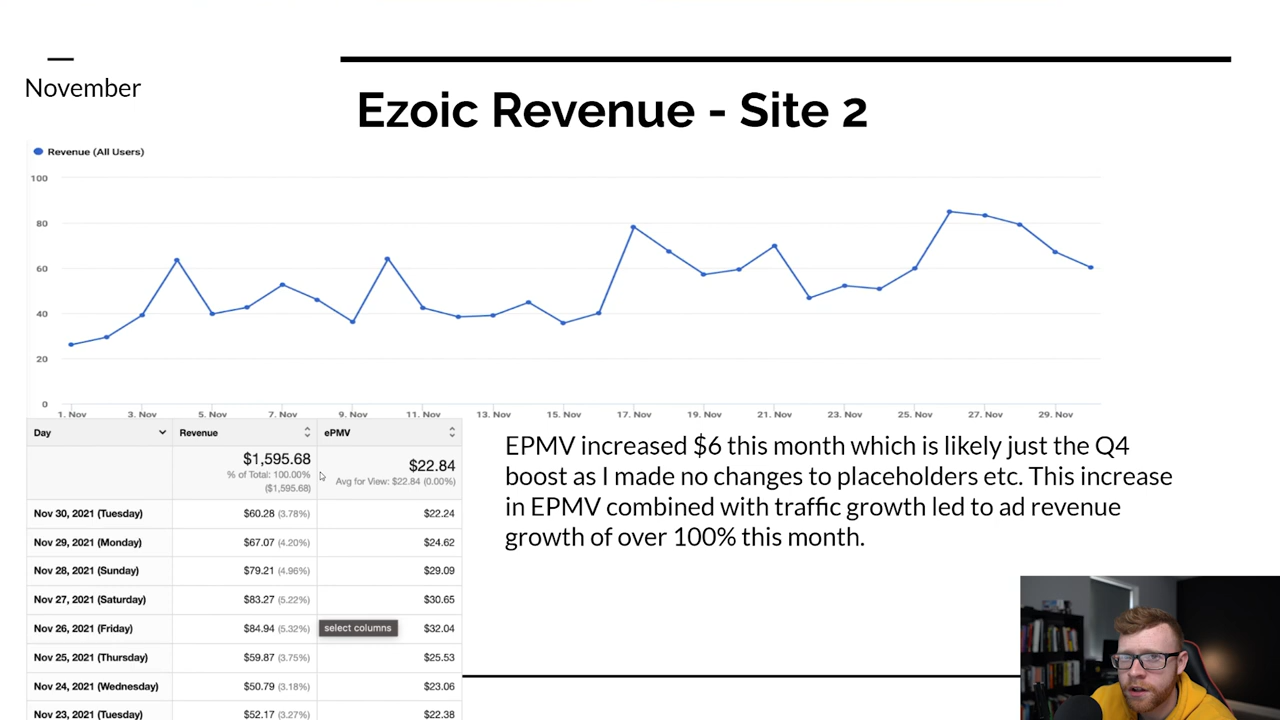 November
Ezoic Revenue - Site 2
Revenue (All Users)
100
80
60
40
20
0
1. Nov 3. Nov 5. Nov 7. Nov 9. Nov 11. Nov 13. Nov 15. Nov 17. Nov 19. Nov 21. Nov 23. Nov 25. Nov 27. Nov 29. Nov
Day Revenue ePMV
$1,595.68 $22.84
% of Total: 100.00% Avg for View: $22.84 (0.00%)
($1,595.68)
Nov 30, 2021 (Tuesday) $60.28 (3.78%) $22.24
Nov 29, 2021 (Monday) $67.07 (4.20%) $24.62
Nov 28, 2021 (Sunday) $79.21 (4.96%) $29.09
Nov 27, 2021 (Saturday) $83.27 (5.22%) $30.65
Nov 26, 2021 (Friday) $84.94 (5.32%) select columns $32.04
Nov 25, 2021 (Thursday) $59.87 (3.75%) $25.53
Nov 24, 2021 (Wednesday) $50.79 (3.18%) $23.06
Nov 23, 2021 (Tuesday) $52.17 (3.27%) $22.38
EPMV increased $6 this month which is likely just the Q4
boost as I made no changes to placeholders etc. This increase
in EPMV combined with traffic growth led to ad revenue
growth of over 100% this month.